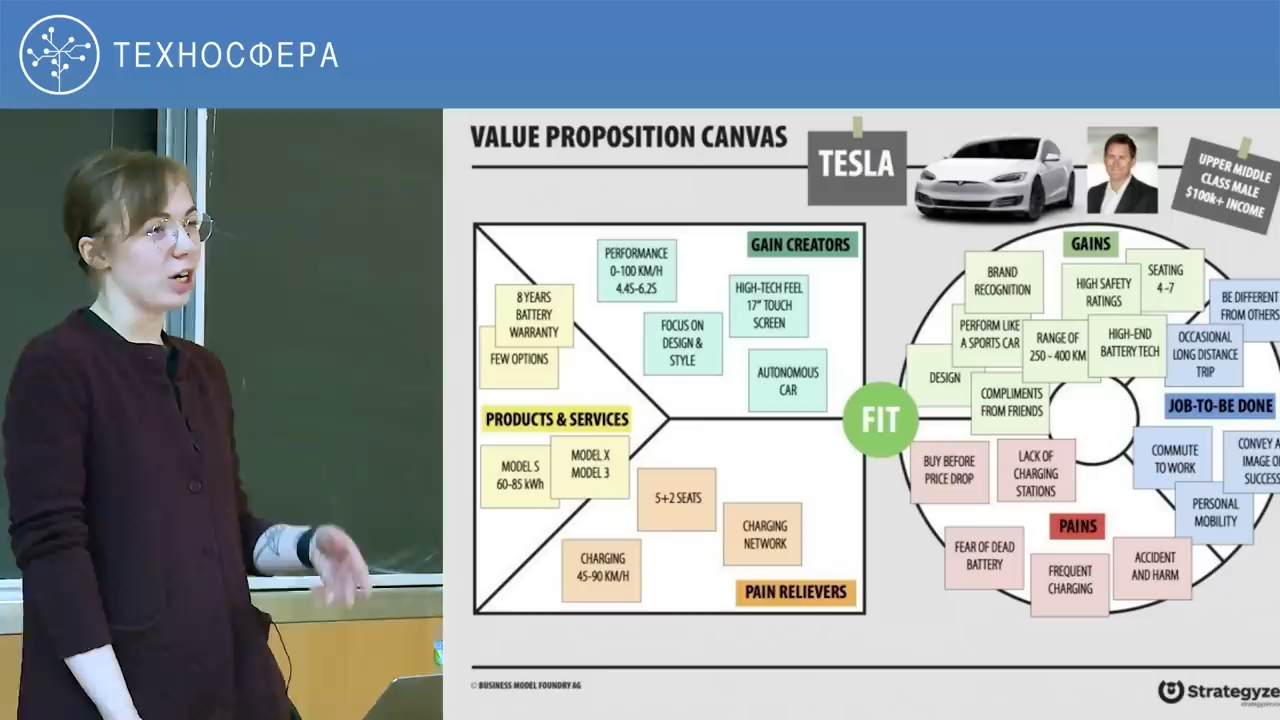 ТЕХНОСФЕРА
VALUE PROPOSITION CANVAS
TESLA
UPPER MIDDLE
CLASS MALE
$100k+ INCOME
GAIN CREATORS
PERFORMANCE
0-100 KM/H
4.4S-6.2S
HIGH-TECH FEEL
17" TOUCH
SCREEN
FOCUS ON
DESIGN &
STYLE
AUTONOMOUS
CAR
8 YEARS
BATTERY
WARRANTY
FEW OPTIONS
PRODUCTS & SERVICES
MODEL S
60-85 kWh
MODEL X
MODEL 3
5+2 SEATS
CHARGING
NETWORK
CHARGING
45-90 KM/H
PAIN RELIEVERS
FIT
GAINS
BRAND
RECOGNITION
HIGH SAFETY
RATINGS
SEATING
4 -7
PERFORM LIKE
A SPORTS CAR
RANGE OF
250 - 400 KM
HIGH-END
BATTERY TECH
DESIGN
COMPLIMENTS
FROM FRIENDS
BE DIFFERENT
FROM OTHERS
OCCASIONAL
LONG DISTANCE
TRIP
JOB-TO-BE DONE
COMMUTE
TO WORK
CONVEY A
IMAGE O
SUCCESS
PERSONAL
MOBILITY
BUY BEFORE
PRICE DROP
LACK OF
CHARGING
STATIONS
PAINS
FEAR OF DEAD
BATTERY
FREQUENT
CHARGING
ACCIDENT
AND HARM
© BUSINESS MODEL FOUNDRY AG
Strategyze